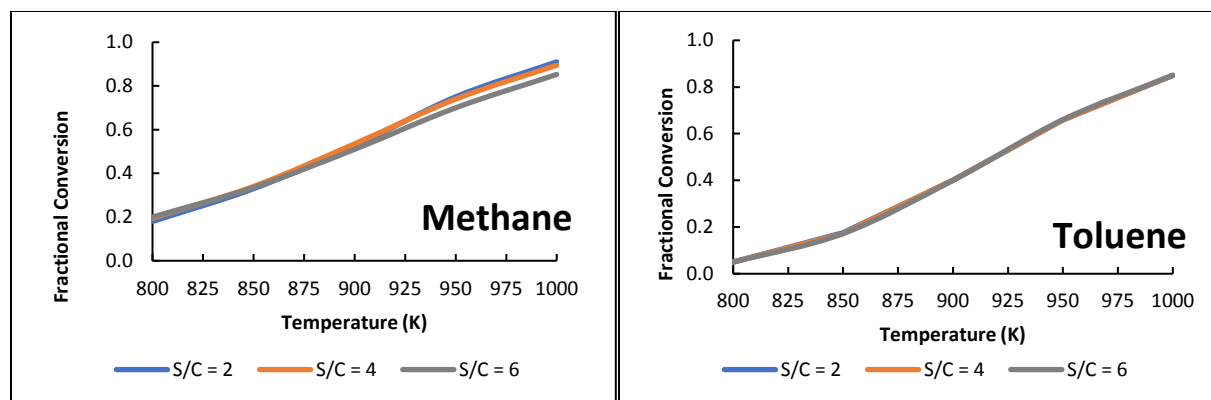 Fractional Conversion
1.0
0.8
0.6
0.4
0.2
0.0
Methane
800 825 850 875 900 925 950 975 1000
Temperature (K)
S/C = 2 S/C = 4 S/C = 6
Fractional Conversion
1.0
0.8
0.6
0.4
0.2
0.0
Toluene
800 825 850 875 900 925 950 975 1000
Temperature (K)
S/C = 2 S/C = 4 S/C = 6